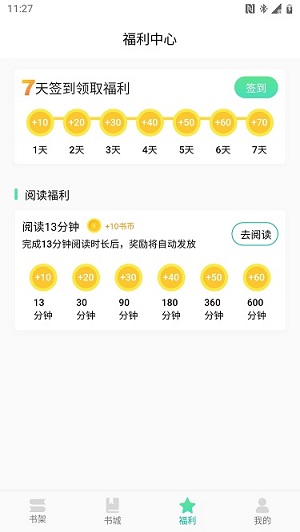 11:27
福利中心
7天签到领取福利
签到
+10 +20 +30 +40 +50 +60 +70
1天 2天 3天 4天 5天 6天 7天
阅读福利
阅读13分钟 +10书币
完成13分钟阅读时长后，奖励将自动发放
去阅读
+10 +20 +30 +40 +50 +60
13 30 90 180 360 600
分钟 分钟 分钟 分钟 分钟 分钟
书架 书城 福利 我的